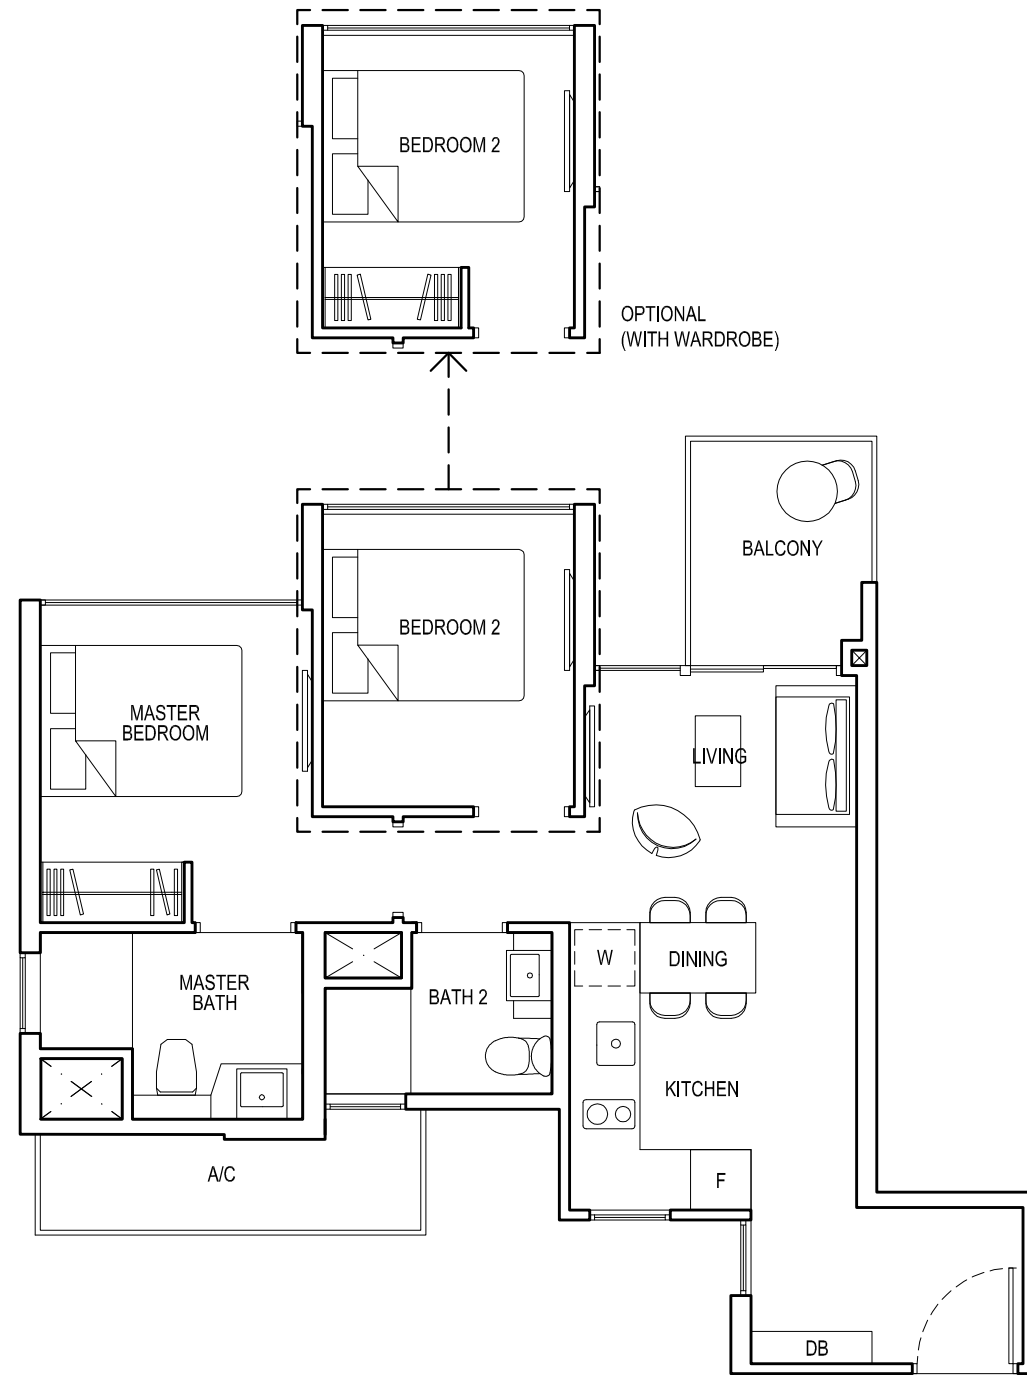 BEDROOM 2
OPTIONAL
(WITH WARDROBE)
BALCONY
BEDROOM 2
MASTER
BEDROOM
LIVING
W
DINING
MASTER
BATH
BATH 2
KITCHEN
A/C
F
DB